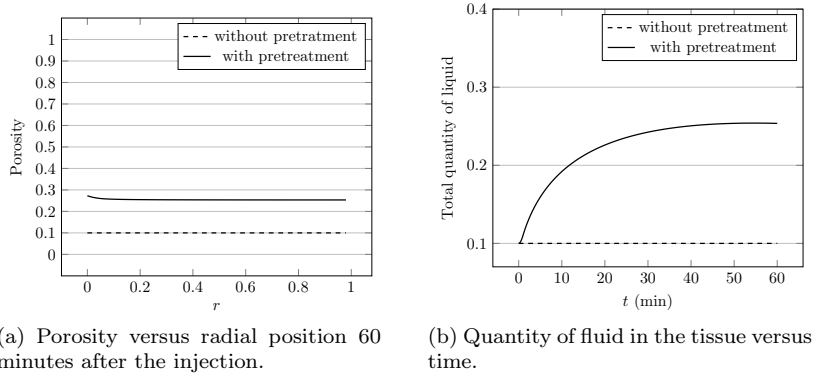 without pretratment
with pretreatment
1
0.9
0.8
0.7
0.6
0.5
0.4
0.3
0.2
0.1
0
Porosity
0 0.2 0.4 0.6 0.8 1
r
(a) Porosity versus radial position 60
minutes after the injection.
without pretreatment
with pretreatment
0.4
0.3
0.2
0.1
Total quantity of liquid
0 10 20 30 40 50 60
t (min)
(b) Quantity of fluid in the tissue versus
time.